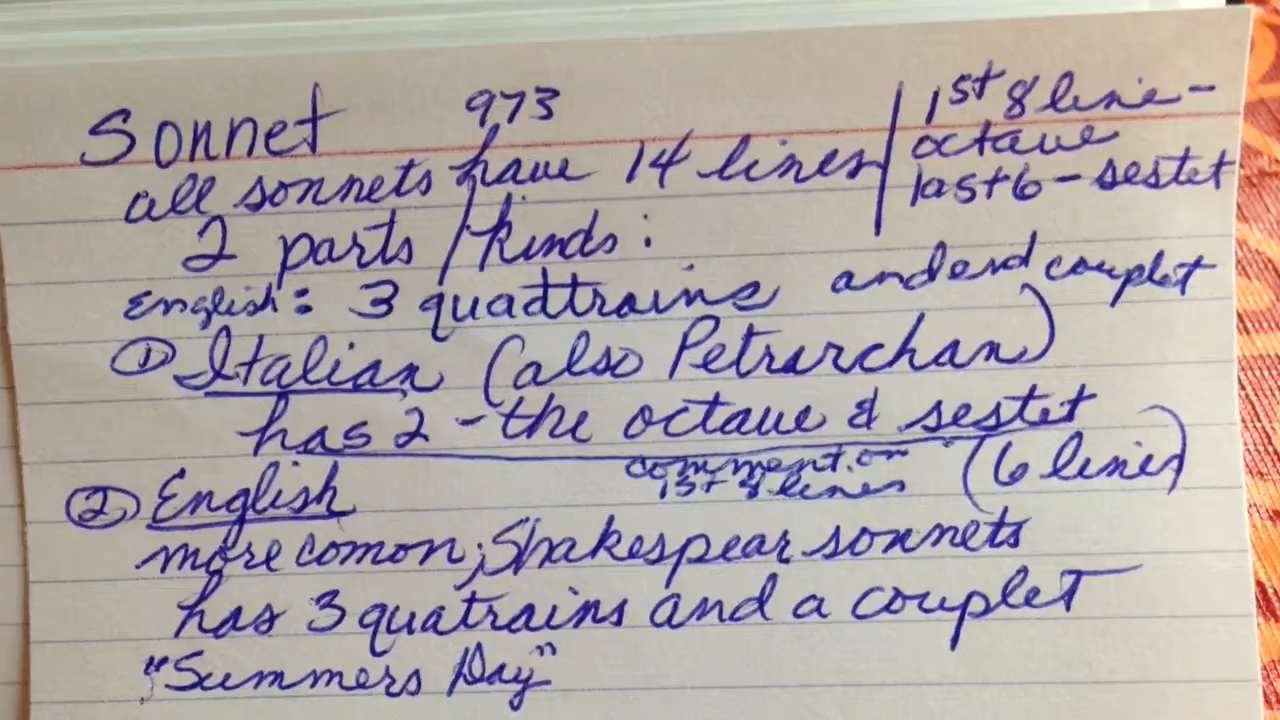 Sonnet 973
all sonnets have 14 lines
1st 8 line -
octave
last 6 - sestet
2 parts / kinds :
English: 3 quadtrains and end couplet
① Italian (also Petrarchan)
has 2 - the octave & sestet
comment on (6 lines)
1st 8 lines
② English
more comon; Shakespear sonnets
has 3 quatrains and a couplet
"Summers Day"